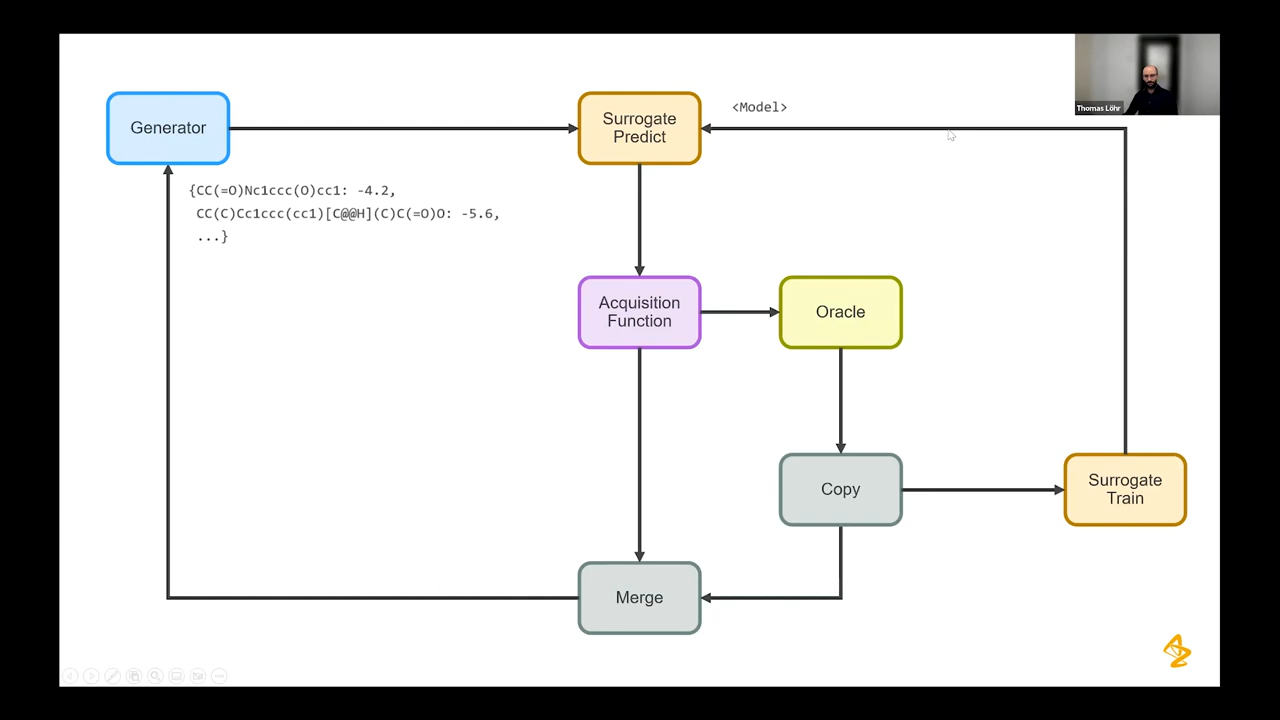 Generator
Surrogate
Predict
<Model>
Thomas Löhr
{CC(=O)Nc1ccc(O)cc1: -4.2,
CC(C)Cc1ccc(cc1)[C@@H](C)C(=O)O: -5.6,
...}
Acquisition
Function
Oracle
Copy
Surrogate
Train
Merge